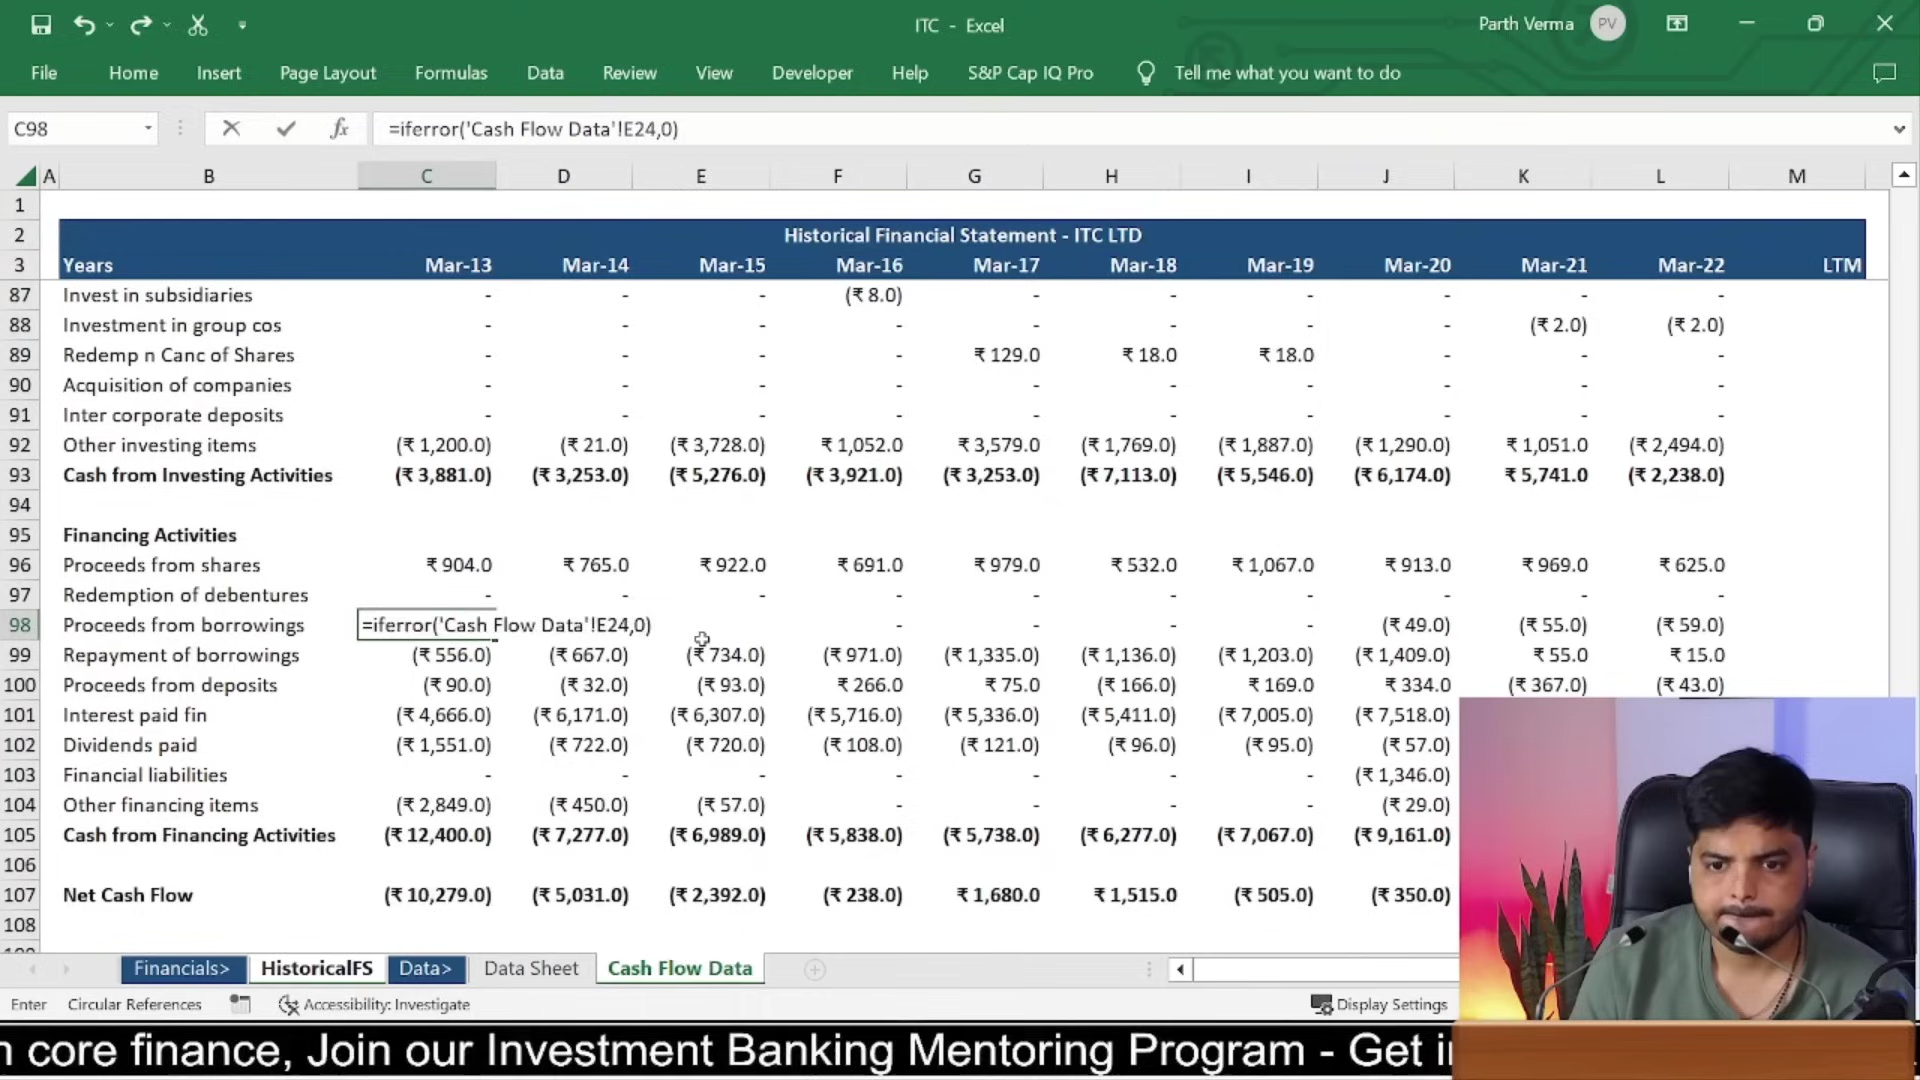 ITC - Excel
Parth Verma PV
File Home Insert Page Layout Formulas Data Review View Developer Help S&P Cap IQ Pro Tell me what you want to do
C98 fx =iferror('Cash Flow Data'!E24,0)
A B C D E F G H I J K L M
1
2 Historical Financial Statement - ITC LTD
3 Years Mar-13 Mar-14 Mar-15 Mar-16 Mar-17 Mar-18 Mar-19 Mar-20 Mar-21 Mar-22 LTM
87 Invest in subsidiaries - - - (₹ 8.0) - - - - - -
88 Investment in group cos - - - - - - - - (₹ 2.0) (₹ 2.0)
89 Redemp n Canc of Shares - - - - ₹ 129.0 ₹ 18.0 ₹ 18.0 - - -
90 Acquisition of companies - - - - - - - - - -
91 Inter corporate deposits - - - - - - - - - -
92 Other investing items (₹ 1,200.0) (₹ 21.0) (₹ 3,728.0) ₹ 1,052.0 ₹ 3,579.0 (₹ 1,769.0) (₹ 1,887.0) (₹ 1,290.0) ₹ 1,051.0 (₹ 2,494.0)
93 Cash from Investing Activities (₹ 3,881.0) (₹ 3,253.0) (₹ 5,276.0) (₹ 3,921.0) (₹ 3,253.0) (₹ 7,113.0) (₹ 5,546.0) (₹ 6,174.0) ₹ 5,741.0 (₹ 2,238.0)
94
95 Financing Activities
96 Proceeds from shares ₹ 904.0 ₹ 765.0 ₹ 922.0 ₹ 691.0 ₹ 979.0 ₹ 532.0 ₹ 1,067.0 ₹ 913.0 ₹ 969.0 ₹ 625.0
97 Redemption of debentures - - - - - - - - - -
98 Proceeds from borrowings =iferror('Cash Flow Data'!E24,0) - - - - (₹ 49.0) (₹ 55.0) (₹ 59.0)
99 Repayment of borrowings (₹ 556.0) (₹ 667.0) (₹ 734.0) (₹ 971.0) (₹ 1,335.0) (₹ 1,136.0) (₹ 1,203.0) (₹ 1,409.0) ₹ 55.0 ₹ 15.0
100 Proceeds from deposits (₹ 90.0) (₹ 32.0) (₹ 93.0) ₹ 266.0 ₹ 75.0 (₹ 166.0) ₹ 169.0 ₹ 334.0 (₹ 367.0) (₹ 43.0)
101 Interest paid fin (₹ 4,666.0) (₹ 6,171.0) (₹ 6,307.0) (₹ 5,716.0) (₹ 5,336.0) (₹ 5,411.0) (₹ 7,005.0) (₹ 7,518.0)
102 Dividends paid (₹ 1,551.0) (₹ 722.0) (₹ 720.0) (₹ 108.0) (₹ 121.0) (₹ 96.0) (₹ 95.0) (₹ 57.0)
103 Financial liabilities - - - - - - - (₹ 1,346.0)
104 Other financing items (₹ 2,849.0) (₹ 450.0) (₹ 57.0) - - - - (₹ 29.0)
105 Cash from Financing Activities (₹ 12,400.0) (₹ 7,277.0) (₹ 6,989.0) (₹ 5,838.0) (₹ 5,738.0) (₹ 6,277.0) (₹ 7,067.0) (₹ 9,161.0)
106
107 Net Cash Flow (₹ 10,279.0) (₹ 5,031.0) (₹ 2,392.0) (₹ 238.0) ₹ 1,680.0 ₹ 1,515.0 (₹ 505.0) (₹ 350.0)
108
Financials> HistoricalFS Data> Data Sheet Cash Flow Data
Enter Circular References Accessibility: Investigate Display Settings
n core finance, Join our Investment Banking Mentoring Program - Get i